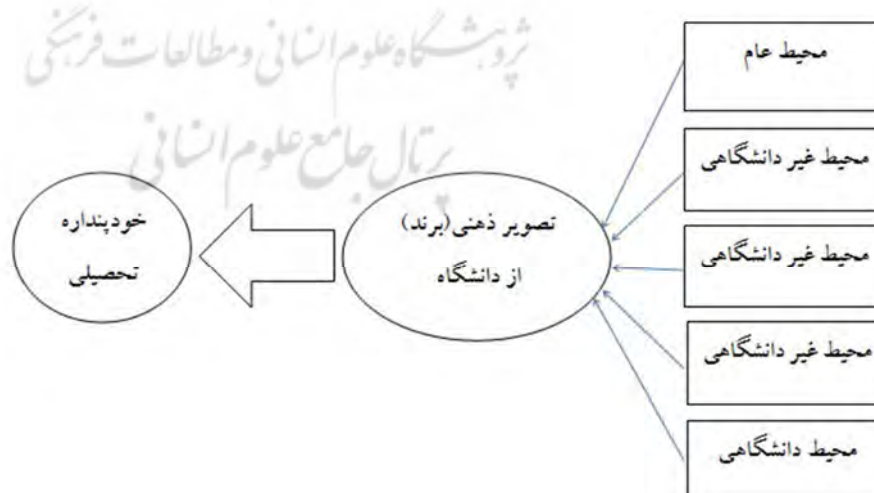 پژوهشگاه علوم انسانی و مطالعات فرهنگی
پرتال جامع علوم انسانی
محیط عام
محیط غیر دانشگاهی
محیط غیر دانشگاهی
محیط غیر دانشگاهی
محیط دانشگاهی
تصویر ذهنی(برند)
از دانشگاه
خودپنداره
تحصیلی